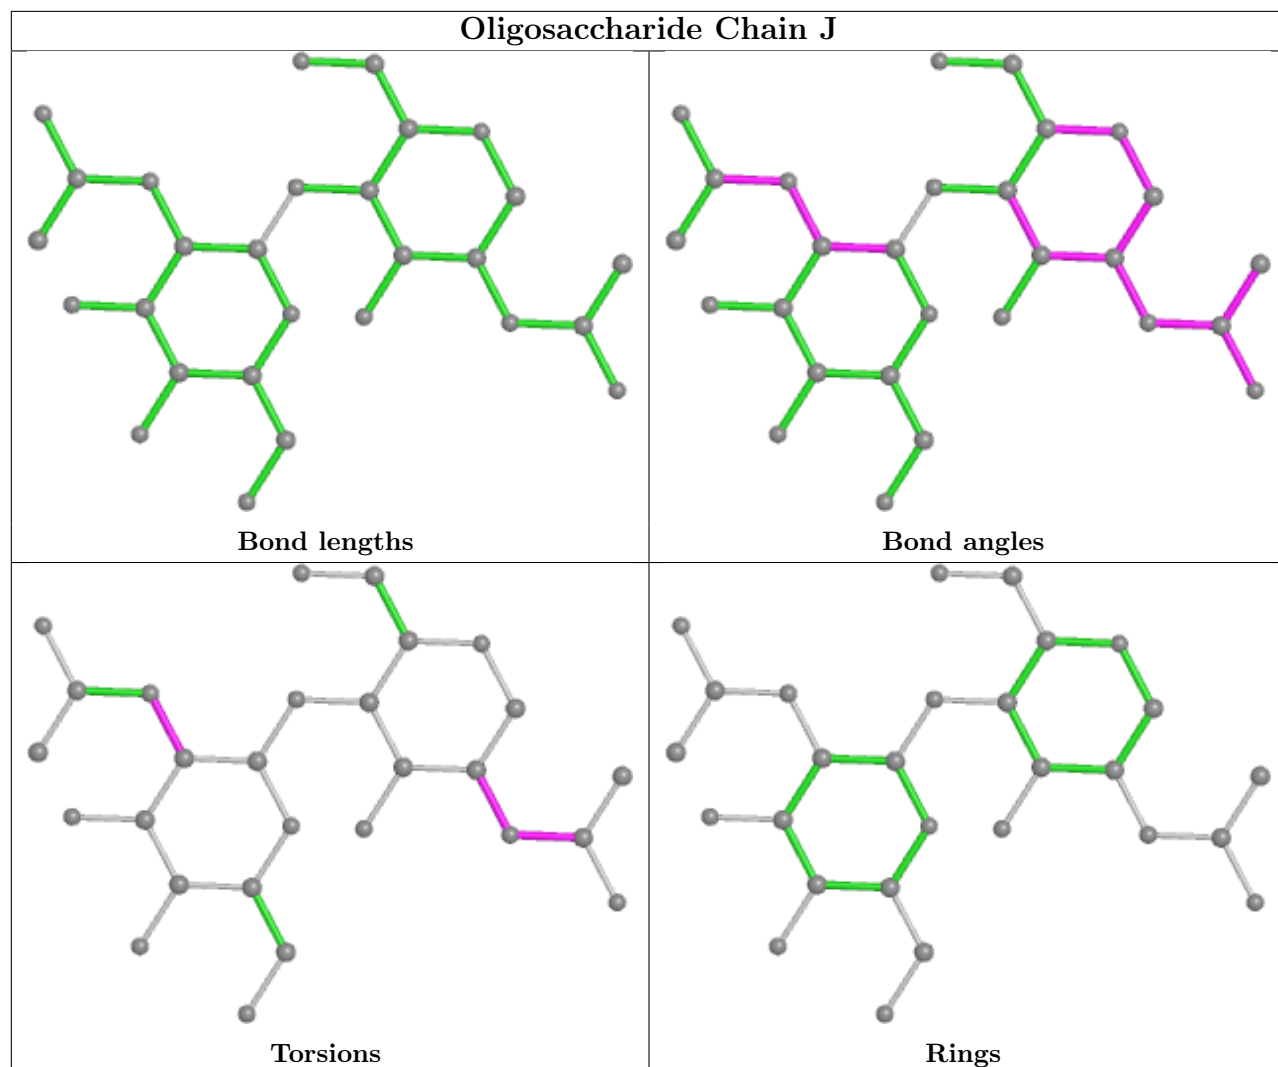 Oligosaccharide Chain J
Bond lengths
Bond angles
Torsions
Rings